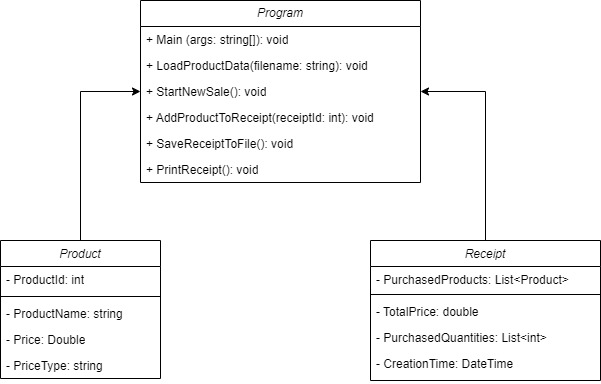 Program
+ Main (args: string[]): void
+ LoadProductData(filename: string): void
+ StartNewSale(): void
+ AddProductToReceipt(receiptId: int): void
+ SaveReceiptToFile(): void
+ PrintReceipt(): void
Product
- ProductId: int
- ProductName: string
- Price: Double
- PriceType: string
Receipt
- PurchasedProducts: List<Product>
- TotalPrice: double
- PurchasedQuantities: List<int>
- CreationTime: DateTime